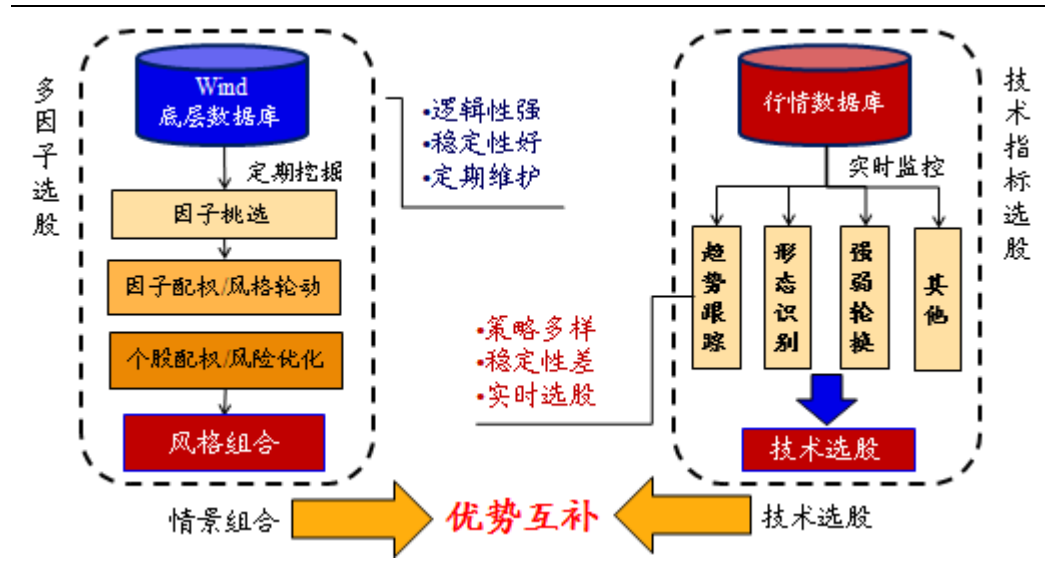 多因子选股
Wind
底层数据库
定期挖掘
因子挑选
因子配权/风格轮动
个股配权/风险优化
风格组合
•逻辑性强
•稳定性好
•定期维护
•策略多样
•稳定性差
•实时选股
行情数据库
实时监控
趋势跟踪
形态识别
强弱轮换
其他
技术选股
技术指标选股
情景组合
优势互补
技术选股